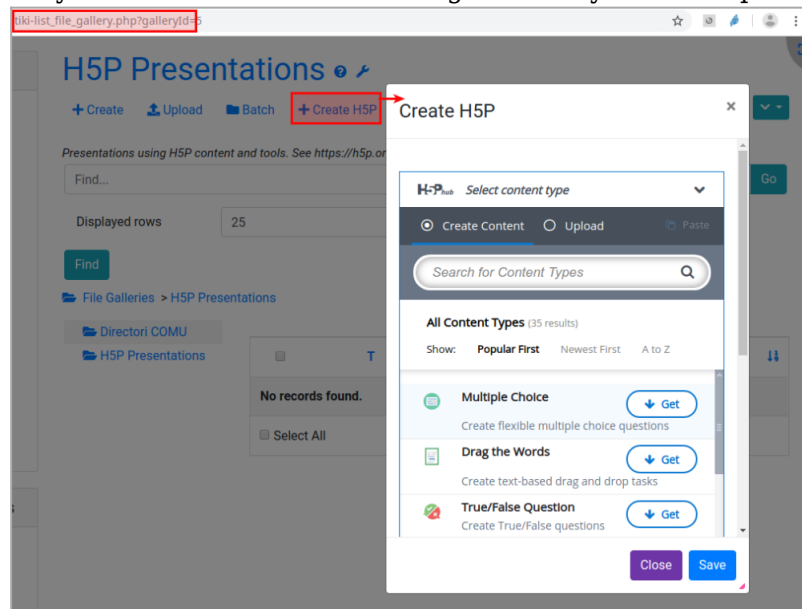 tiki-list_file_gallery.php?galleryId=5
H5P Presentations
+ Create Upload Batch + Create H5P
Presentations using H5P content and tools. See https://h5p.or
Find...
Go
Displayed rows 25
Find
File Galleries > H5P Presentations
Directori COMU
H5P Presentations
T
No records found.
Select All
Create H5P
×
H5Phub Select content type
Create Content Upload Paste
Search for Content Types
All Content Types (35 results)
Show: Popular First Newest First A to Z
Multiple Choice
Get
Create flexible multiple choice questions
Drag the Words
Get
Create text-based drag and drop tasks
True/False Question
Get
Create True/False questions
Close Save